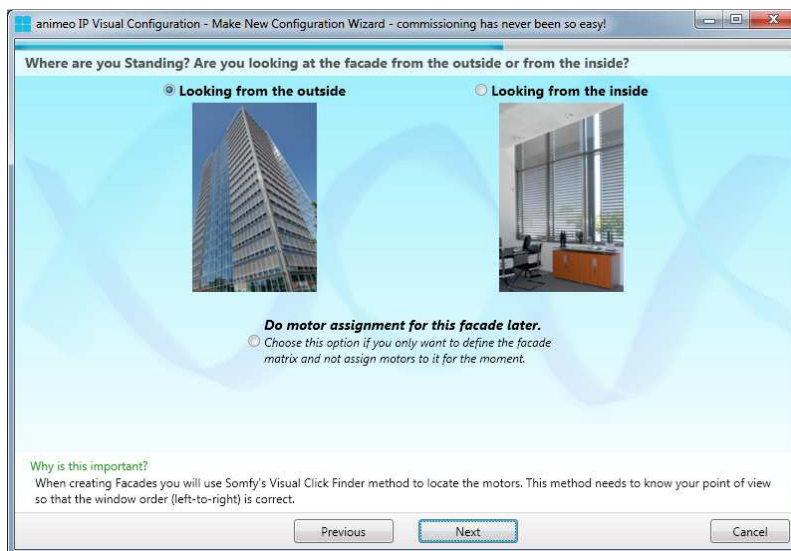 animeo IP Visual Configuration - Make New Configuration Wizard - commissioning has never been so easy!
Where are you Standing? Are you looking at the facade from the outside or from the inside?
Looking from the outside
Looking from the inside
Do motor assignment for this facade later.
Choose this option if you only want to define the facade
matrix and not assign motors to it for the moment.
Why is this important?
When creating Facades you will use Somfy's Visual Click Finder method to locate the motors. This method needs to know your point of view
so that the window order (left-to-right) is correct.
Previous
Next
Cancel